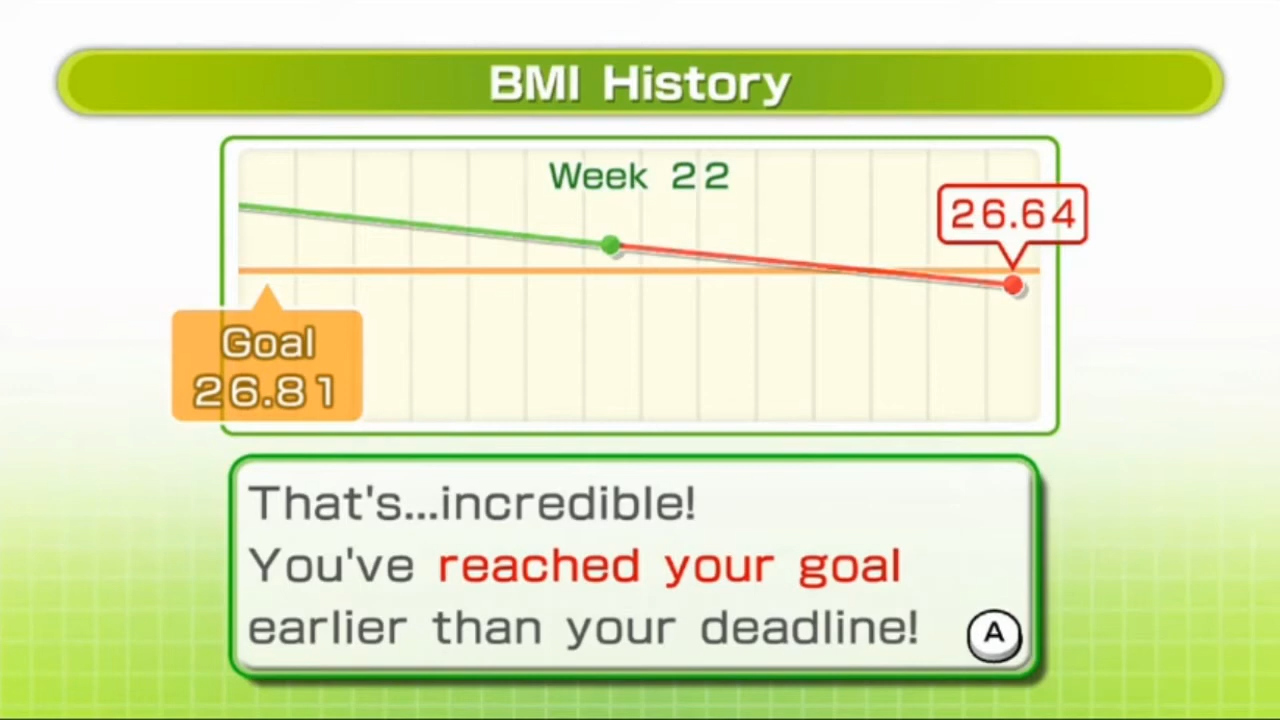 BMI History
Week 22
26.64
Goal
26.81
That's...incredible!
You've reached your goal
earlier than your deadline!
A